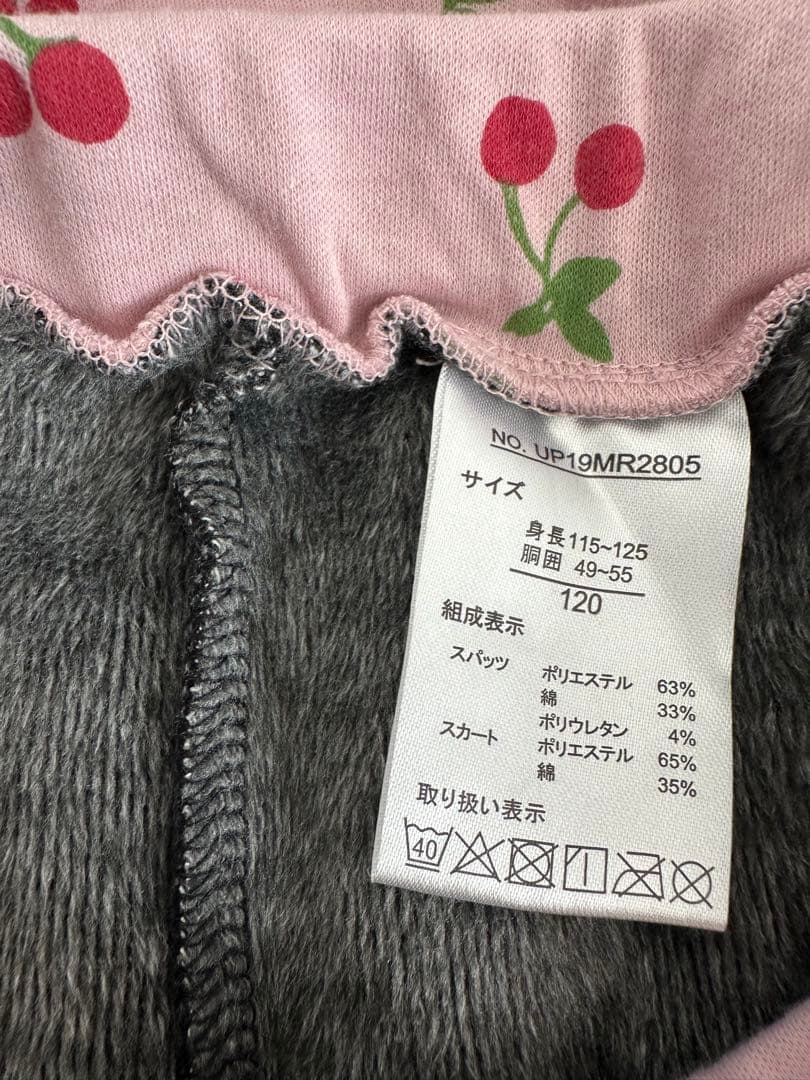 NO. UP19MR2805
サイズ
身長115~125
胴囲 49~55
120
組成表示
スパッツ ポリエステル 63%
綿 33%
ポリウレタン 4%
スカート ポリエステル 65%
綿 35%
取り扱い表示
40